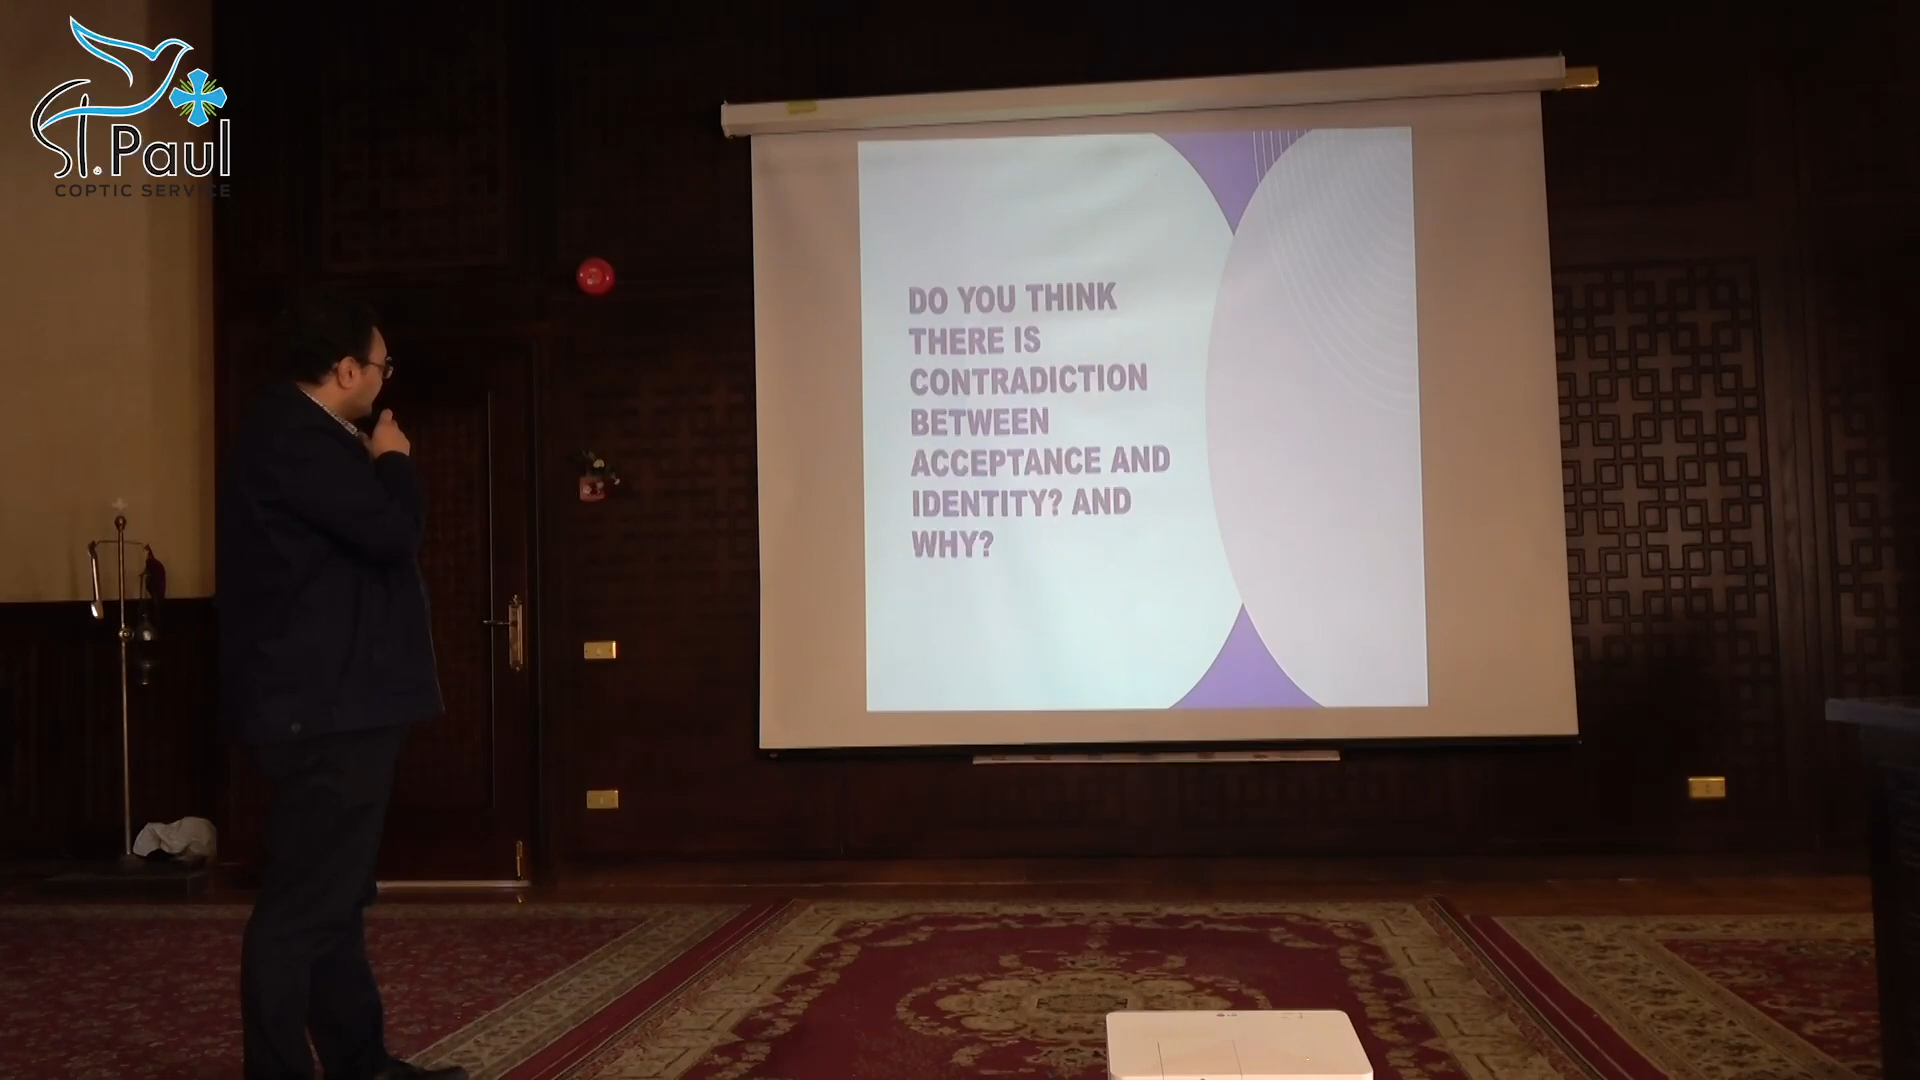 St. Paul
COPTIC SERVICE
DO YOU THINK
THERE IS
CONTRADICTION
BETWEEN
ACCEPTANCE AND
IDENTITY? AND
WHY?